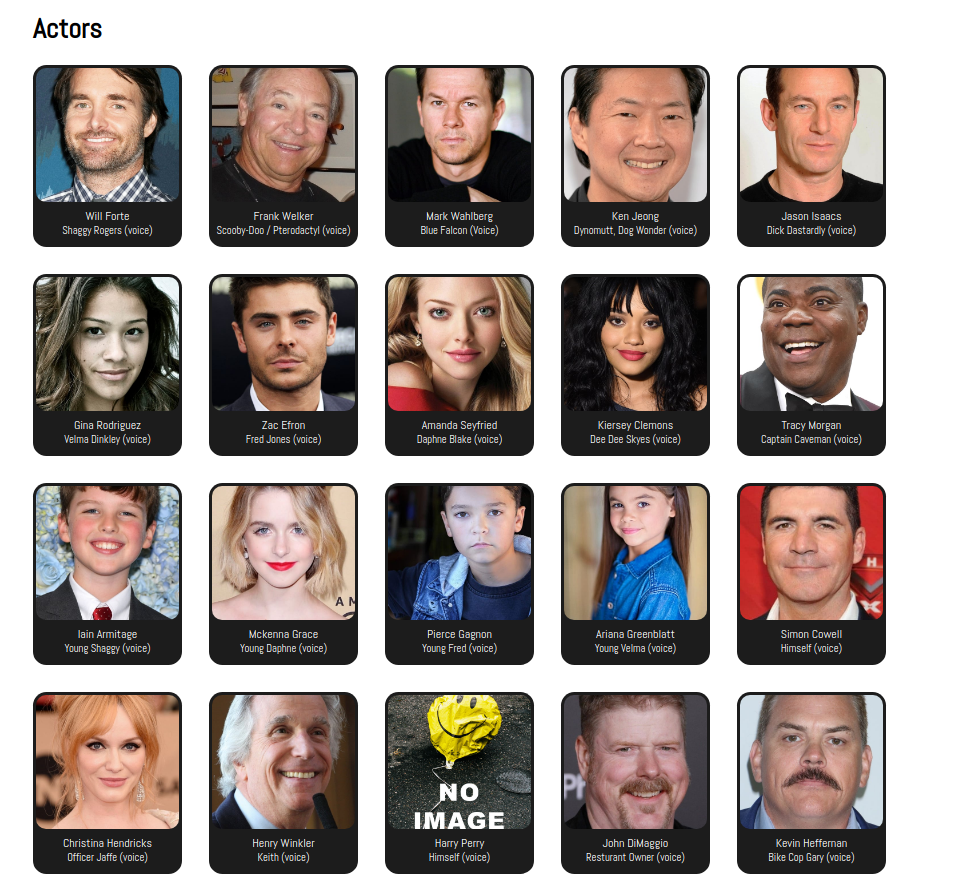 Actors
Will Forte
Shaggy Rogers (voice)
Frank Welker
Scooby-Doo / Pterodactyl (voice)
Mark Wahlberg
Blue Falcon (Voice)
Ken Jeong
Dynomutt, Dog Wonder (voice)
Jason Isaacs
Dick Dastardly (voice)
Gina Rodriguez
Velma Dinkley (voice)
Zac Efron
Fred Jones (voice)
Amanda Seyfried
Daphne Blake (voice)
Kiersey Clemons
Dee Dee Skyes (voice)
Tracy Morgan
Captain Caveman (voice)
A M
H
X
Iain Armitage
Young Shaggy (voice)
Mckenna Grace
Young Daphne (voice)
Pierce Gagnon
Young Fred (voice)
Ariana Greenblatt
Young Velma (voice)
Simon Cowell
Himself (voice)
NO
IMAGE
Christina Hendricks
Officer Jaffe (voice)
Henry Winkler
Keith (voice)
Harry Perry
Himself (voice)
John DiMaggio
Resturant Owner (voice)
Kevin Heffernan
Bike Cop Gary (voice)